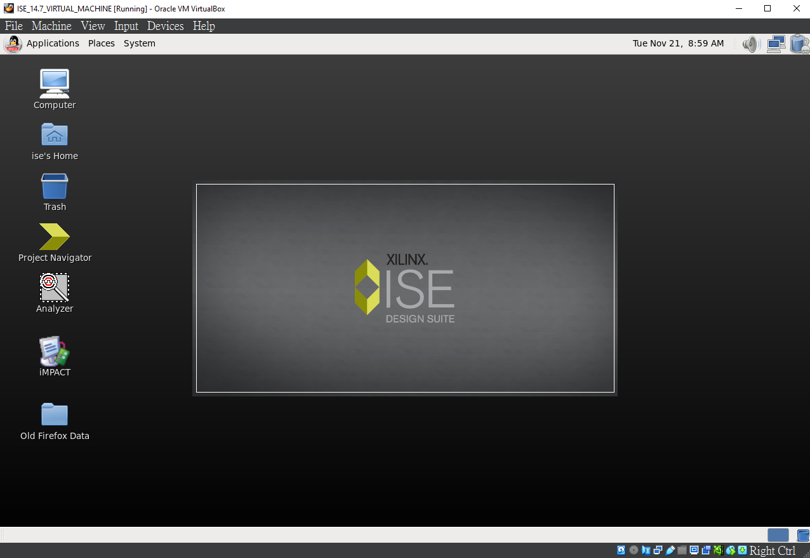 ISE_14.7_VIRTUAL_MACHINE [Running] - Oracle VM VirtualBox
File Machine View Input Devices Help
Applications Places System Tue Nov 21, 8:59 AM
Computer
ise's Home
Trash
Project Navigator
Analyzer
iMPACT
Old Firefox Data
XILINX.
ISE
DESIGN SUITE
Right Ctrl